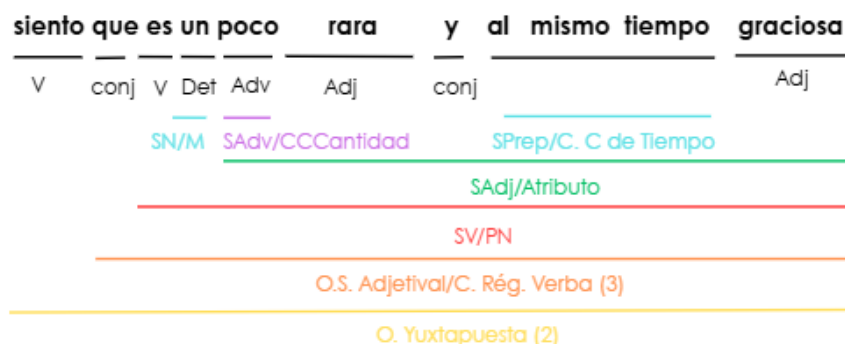 siento que es un poco rara y al mismo tiempo graciosa
V conj V Det Adv Adj conj Adj
SN/M SAdv/CCCantidad SPrep/C. C de Tiempo
SAdj/Atributo
SV/PN
O.S. Adjetival/C. Rég. Verba (3)
O. Yuxtapuesta (2)